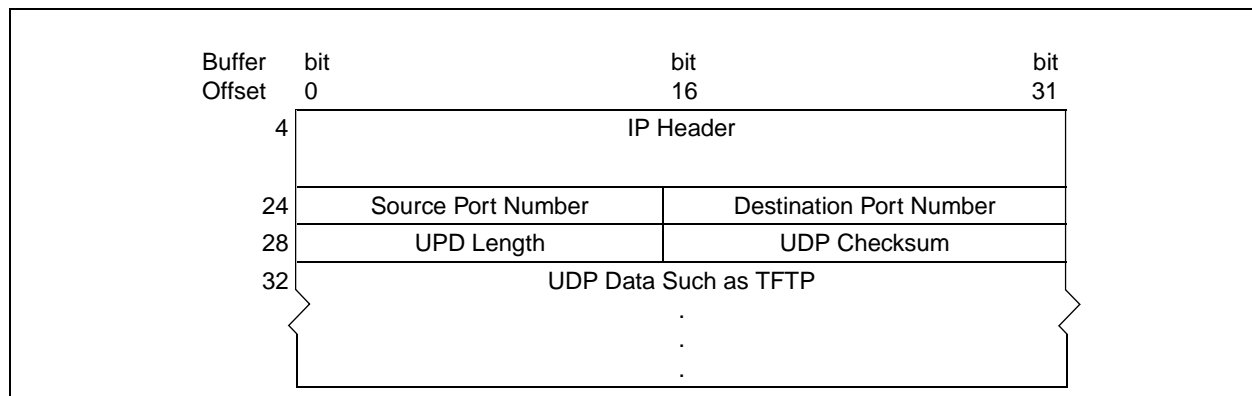 Buffer bit bit bit
Offset 0 16 31
4 IP Header
24 Source Port Number Destination Port Number
28 UPD Length UDP Checksum
32 UDP Data Such as TFTP
.
.
.